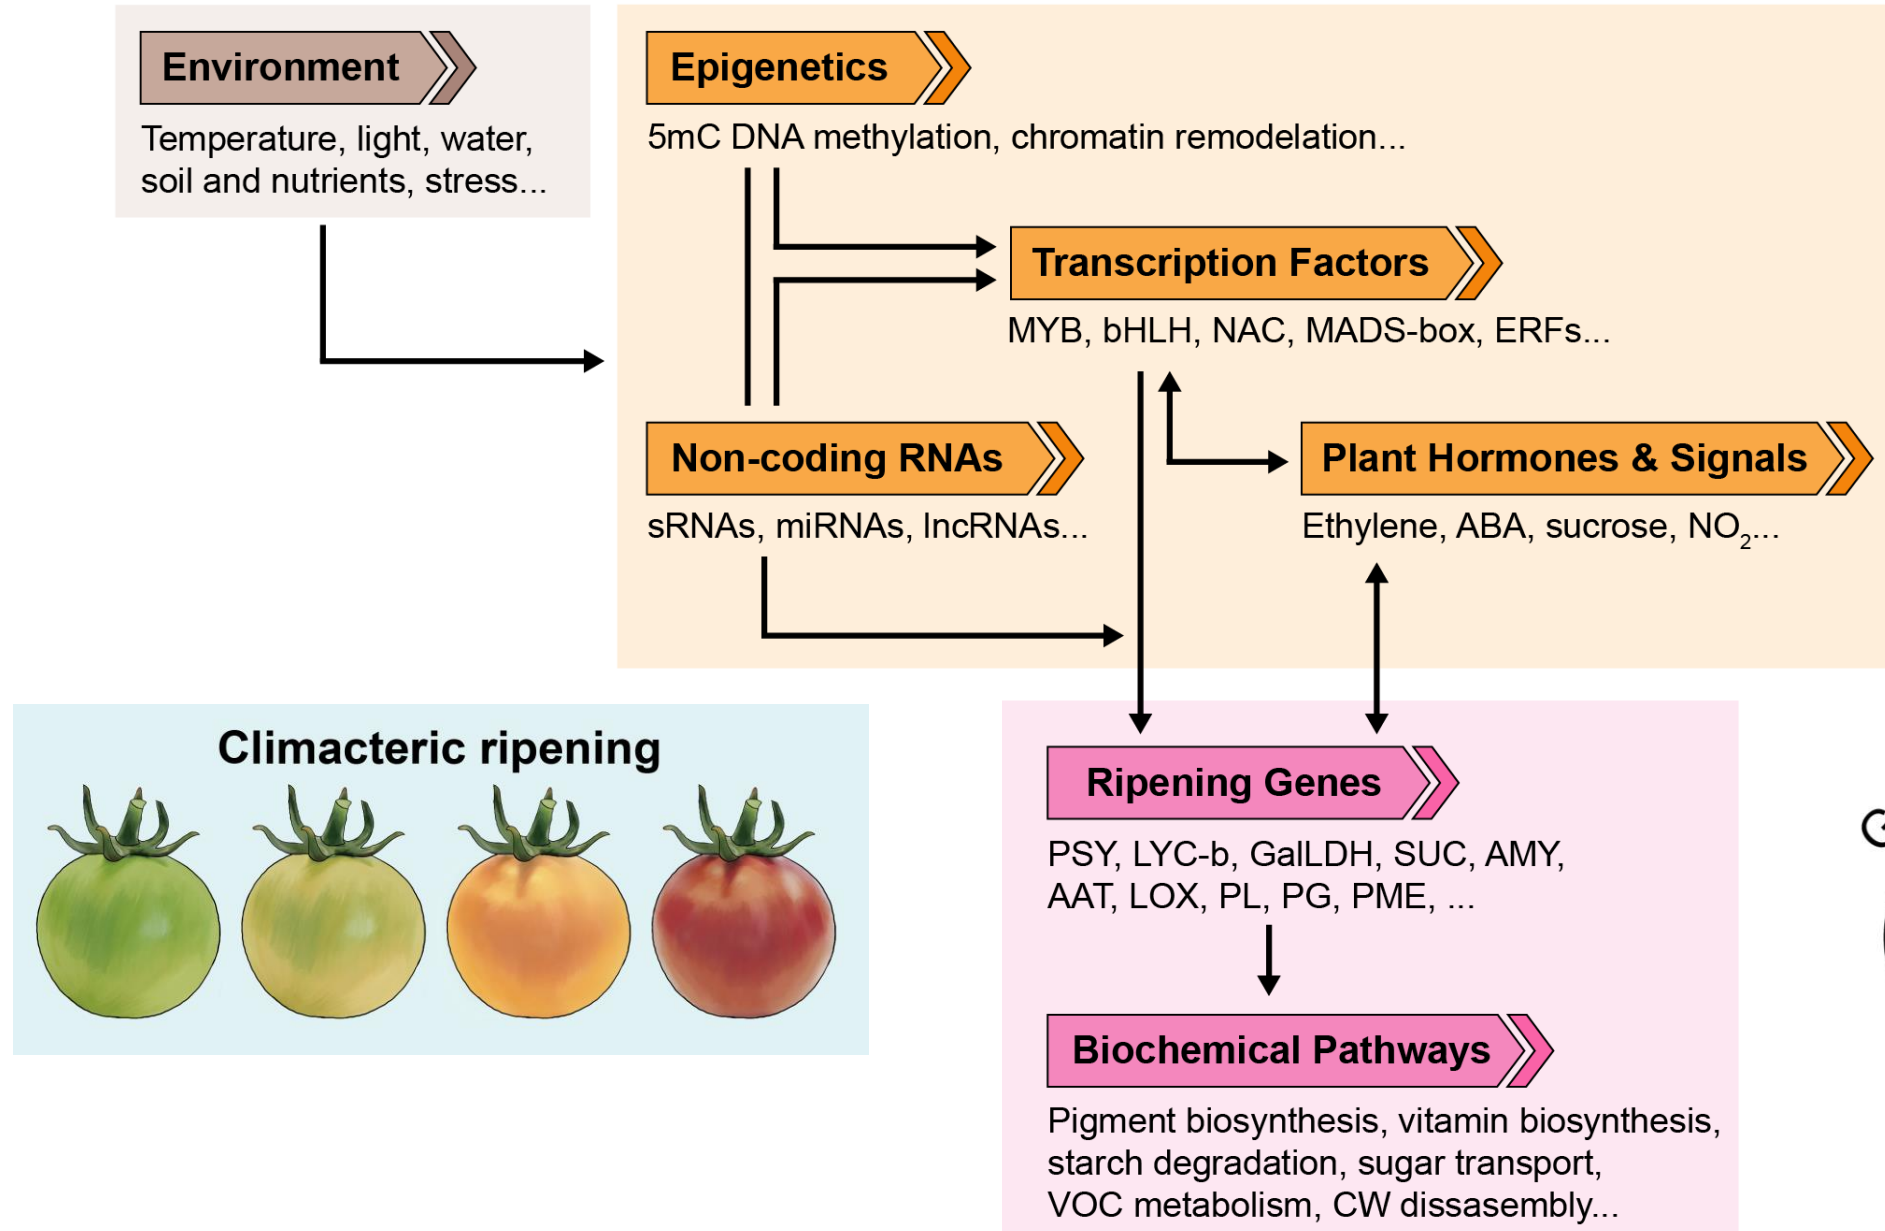 Environment
Temperature, light, water,
soil and nutrients, stress...
Epigenetics
5mC DNA methylation, chromatin remodelation...
Transcription Factors
MYB, bHLH, NAC, MADS-box, ERFs...
Non-coding RNAs
sRNAs, miRNAs, lncRNAs...
Plant Hormones & Signals
Ethylene, ABA, sucrose, NO₂...
Climacteric ripening
Ripening Genes
PSY, LYC-b, GalLDH, SUC, AMY,
AAT, LOX, PL, PG, PME, ...
Biochemical Pathways
Pigment biosynthesis, vitamin biosynthesis,
starch degradation, sugar transport,
VOC metabolism, CW dissasembly...